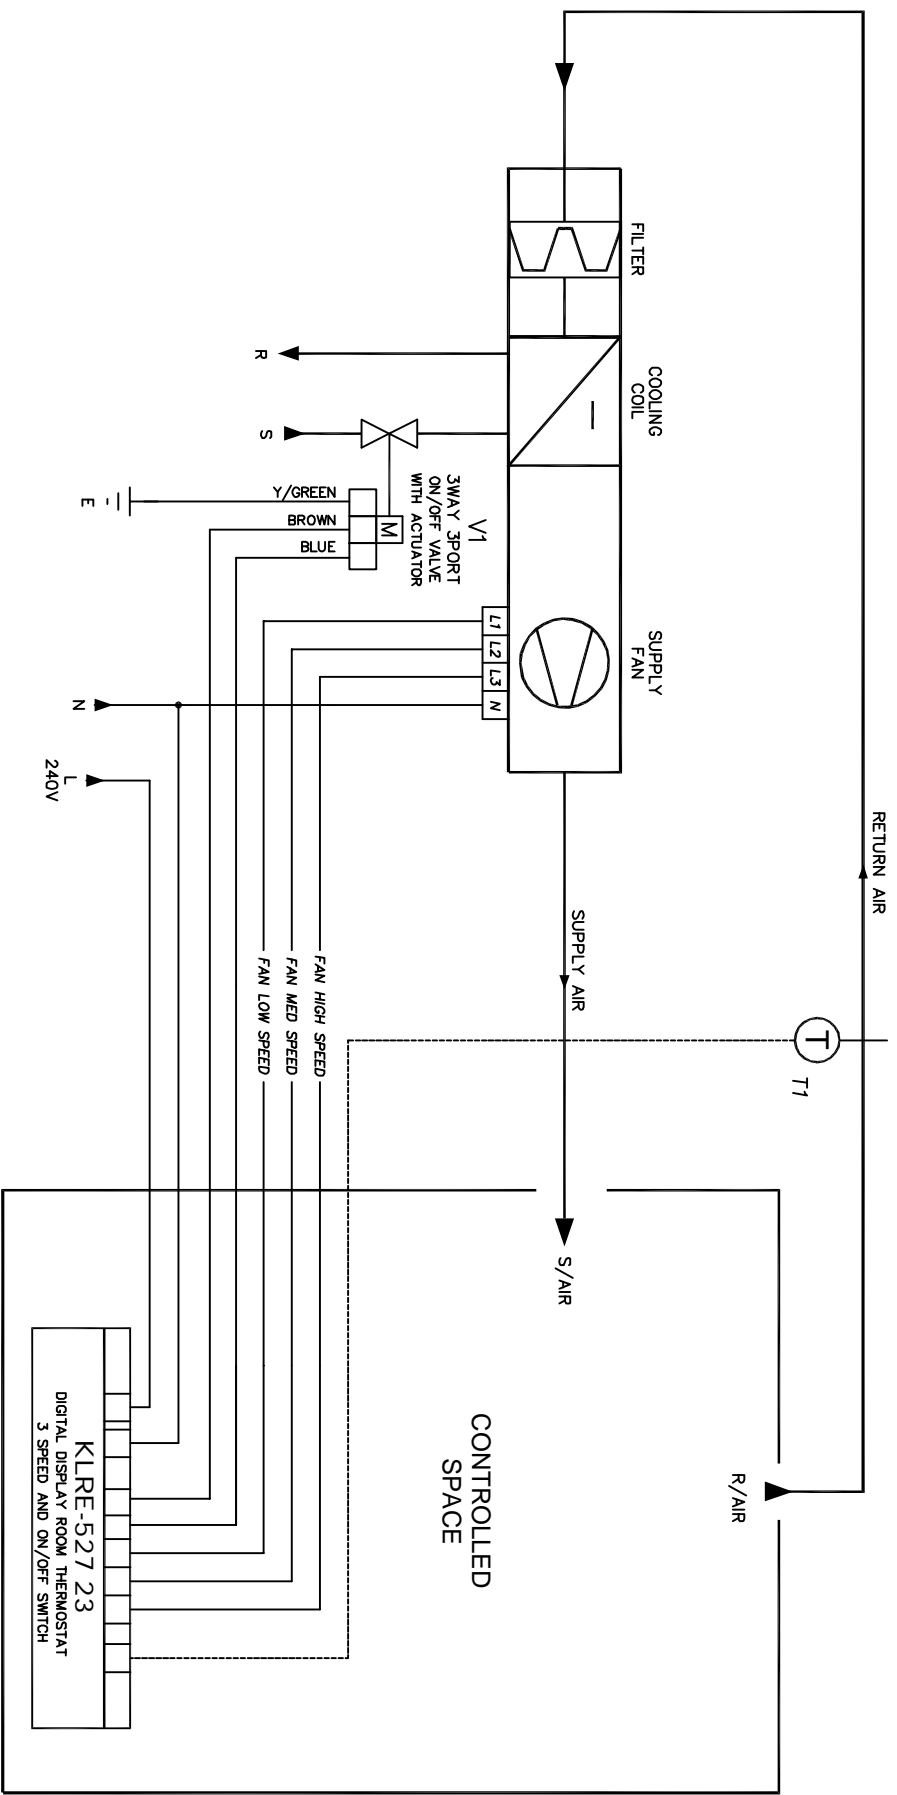 RETURN AIR
T
T1
FILTER
COOLING
COIL
SUPPLY
FAN
SUPPLY AIR
S/AIR
R/AIR
L1
L2
L3
N
V1
3WAY 3PORT
ON/OFF VALVE
WITH ACTUATOR
M
R
S
Y/GREEN
BROWN
BLUE
E
N
L
240V
FAN HIGH SPEED
FAN MED SPEED
FAN LOW SPEED
CONTROLLED
SPACE
KLRE-527 23
DIGITAL DISPLAY ROOM THERMOSTAT
3 SPEED AND ON/OFF SWITCH